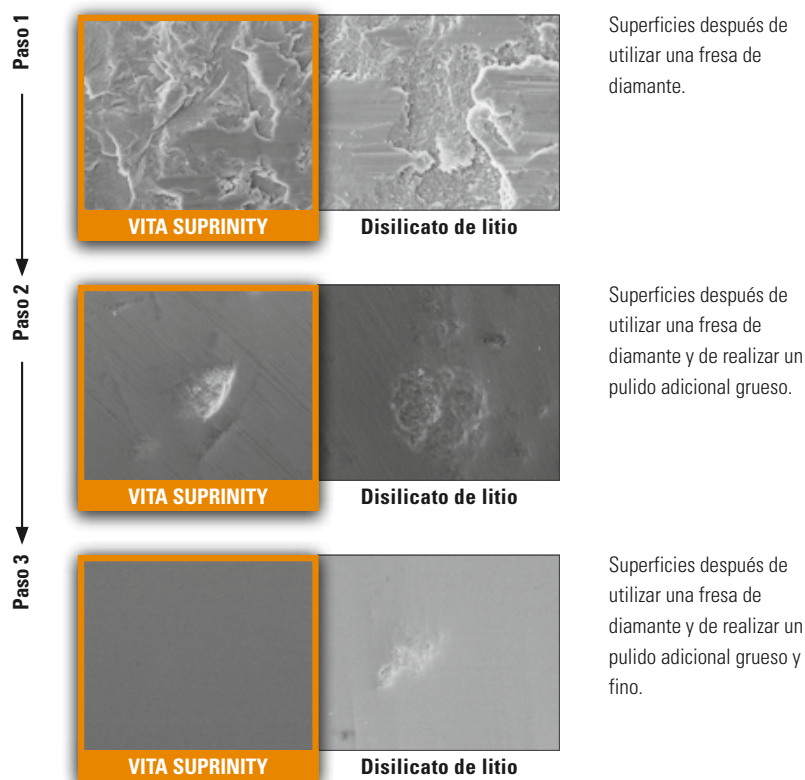 Paso 1
VITA SUPRINITY
Disilicato de litio
Superficies después de
utilizar una fresa de
diamante.
Paso 2
VITA SUPRINITY
Disilicato de litio
Superficies después de
utilizar una fresa de
diamante y de realizar un
pulido adicional grueso.
Paso 3
VITA SUPRINITY
Disilicato de litio
Superficies después de
utilizar una fresa de
diamante y de realizar un
pulido adicional grueso y
fino.